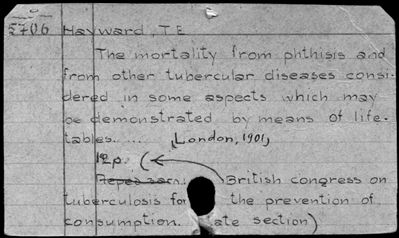 5706 Hayward, T.E.
The mortality from phthisis and
from other tubercular diseases consi-
dered in some aspects which may
be demonstrated by means of life-
tables..... London, 1901,
12p. (
British congress on
tuberculosis for the prevention of
consumption. ate section)